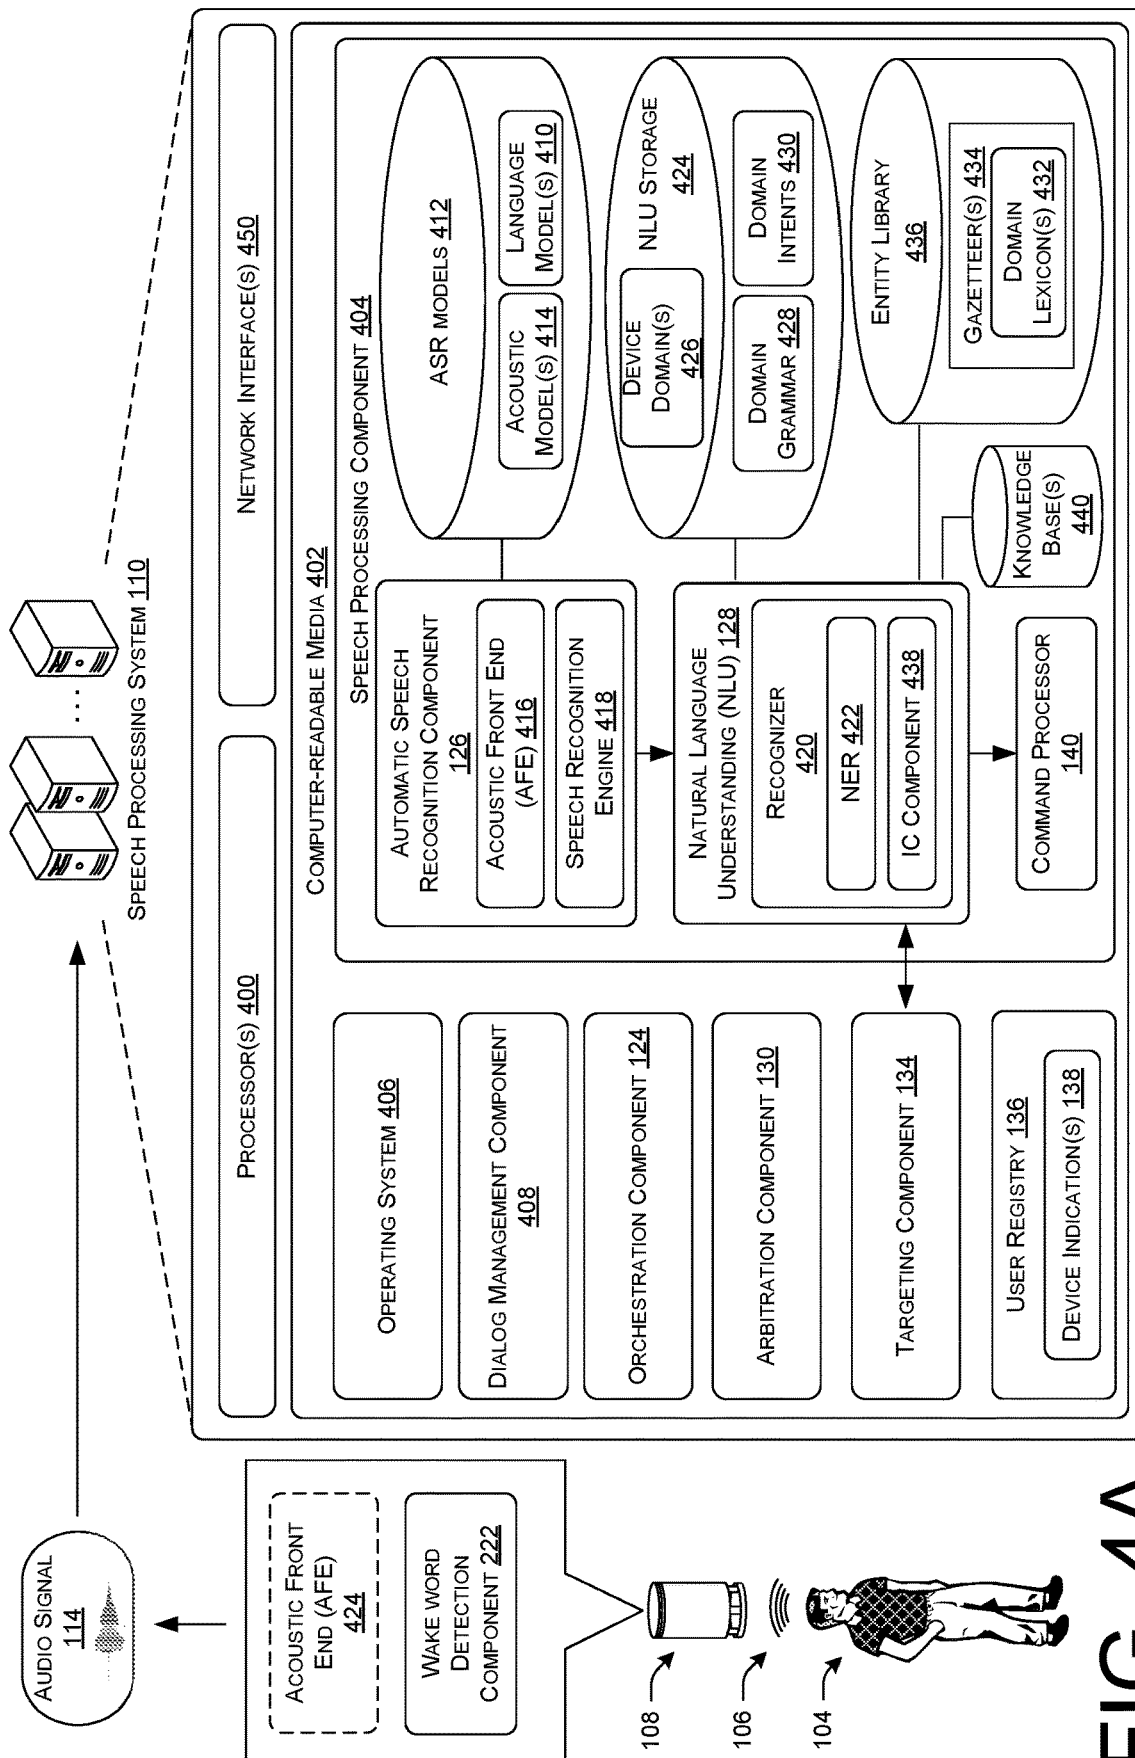 AUDIO SIGNAL
114
SPEECH PROCESSING SYSTEM 110
ACOUSTIC FRONT
END (AFE)
424
WAKE WORD
DETECTION
COMPONENT 222
108
106
104
PROCESSOR(S) 400
NETWORK INTERFACE(S) 450
COMPUTER-READABLE MEDIA 402
OPERATING SYSTEM 406
DIALOG MANAGEMENT COMPONENT
408
ORCHESTRATION COMPONENT 124
ARBITRATION COMPONENT 130
TARGETING COMPONENT 134
USER REGISTRY 136
DEVICE INDICATION(S) 138
SPEECH PROCESSING COMPONENT 404
AUTOMATIC SPEECH
RECOGNITION COMPONENT
126
ACOUSTIC FRONT END
(AFE) 416
SPEECH RECOGNITION
ENGINE 418
ASR MODELS 412
ACOUSTIC
MODEL(S) 414
LANGUAGE
MODEL(S) 410
NATURAL LANGUAGE
UNDERSTANDING (NLU) 128
RECOGNIZER
420
NER 422
IC COMPONENT 438
NLU STORAGE
424
DEVICE
DOMAIN(S)
426
DOMAIN
GRAMMAR 428
DOMAIN
INTENTS 430
COMMAND PROCESSOR
140
KNOWLEDGE
BASE(S)
440
ENTITY LIBRARY
436
GAZETTEER(S) 434
DOMAIN
LEXICON(S) 432
FIG. 4A